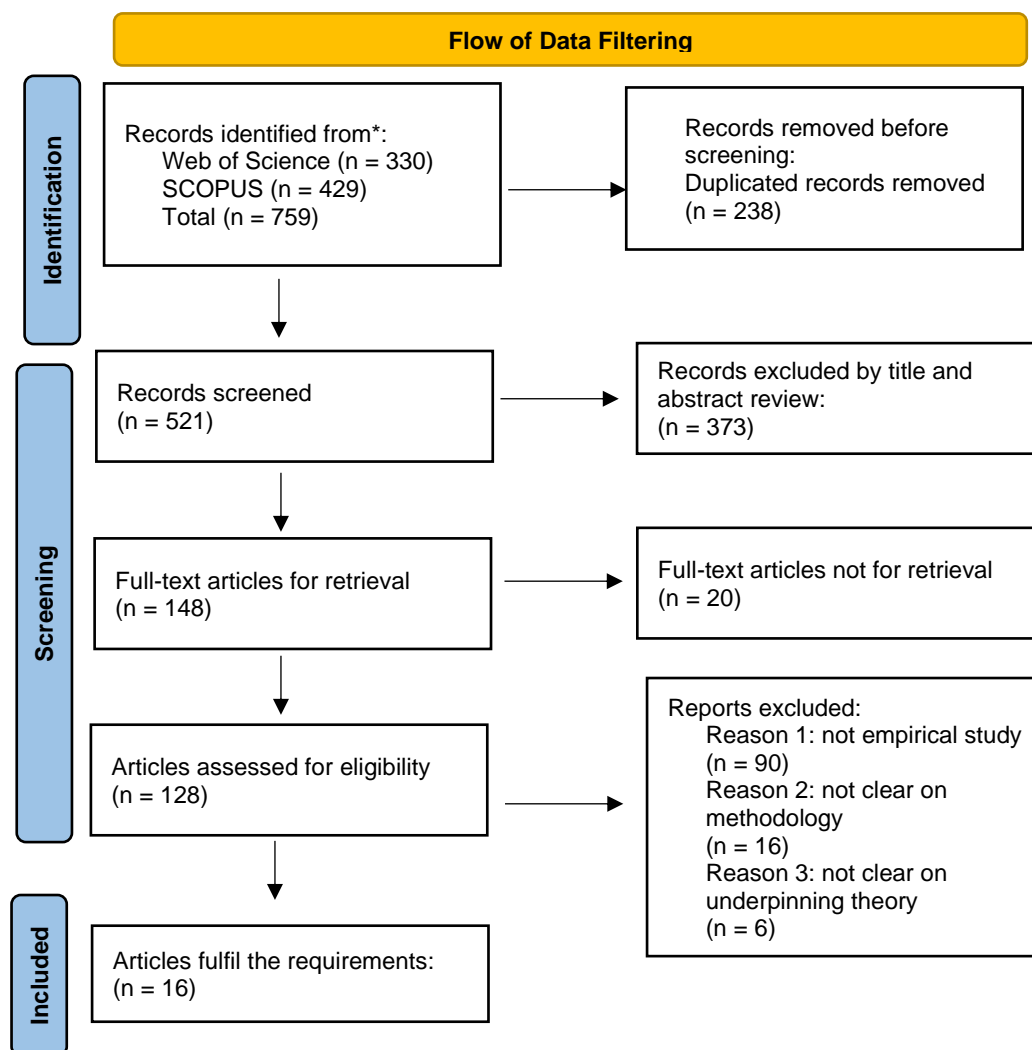 Flow of Data Filtering
Identification
Records identified from*:
Web of Science (n = 330)
SCOPUS (n = 429)
Total (n = 759)
Records removed before
screening:
Duplicated records removed
(n = 238)
Screening
Records screened
(n = 521)
Records excluded by title and
abstract review:
(n = 373)
Full-text articles for retrieval
(n = 148)
Full-text articles not for retrieval
(n = 20)
Articles assessed for eligibility
(n = 128)
Reports excluded:
Reason 1: not empirical study
(n = 90)
Reason 2: not clear on
methodology
(n = 16)
Reason 3: not clear on
underpinning theory
(n = 6)
Included
Articles fulfil the requirements:
(n = 16)